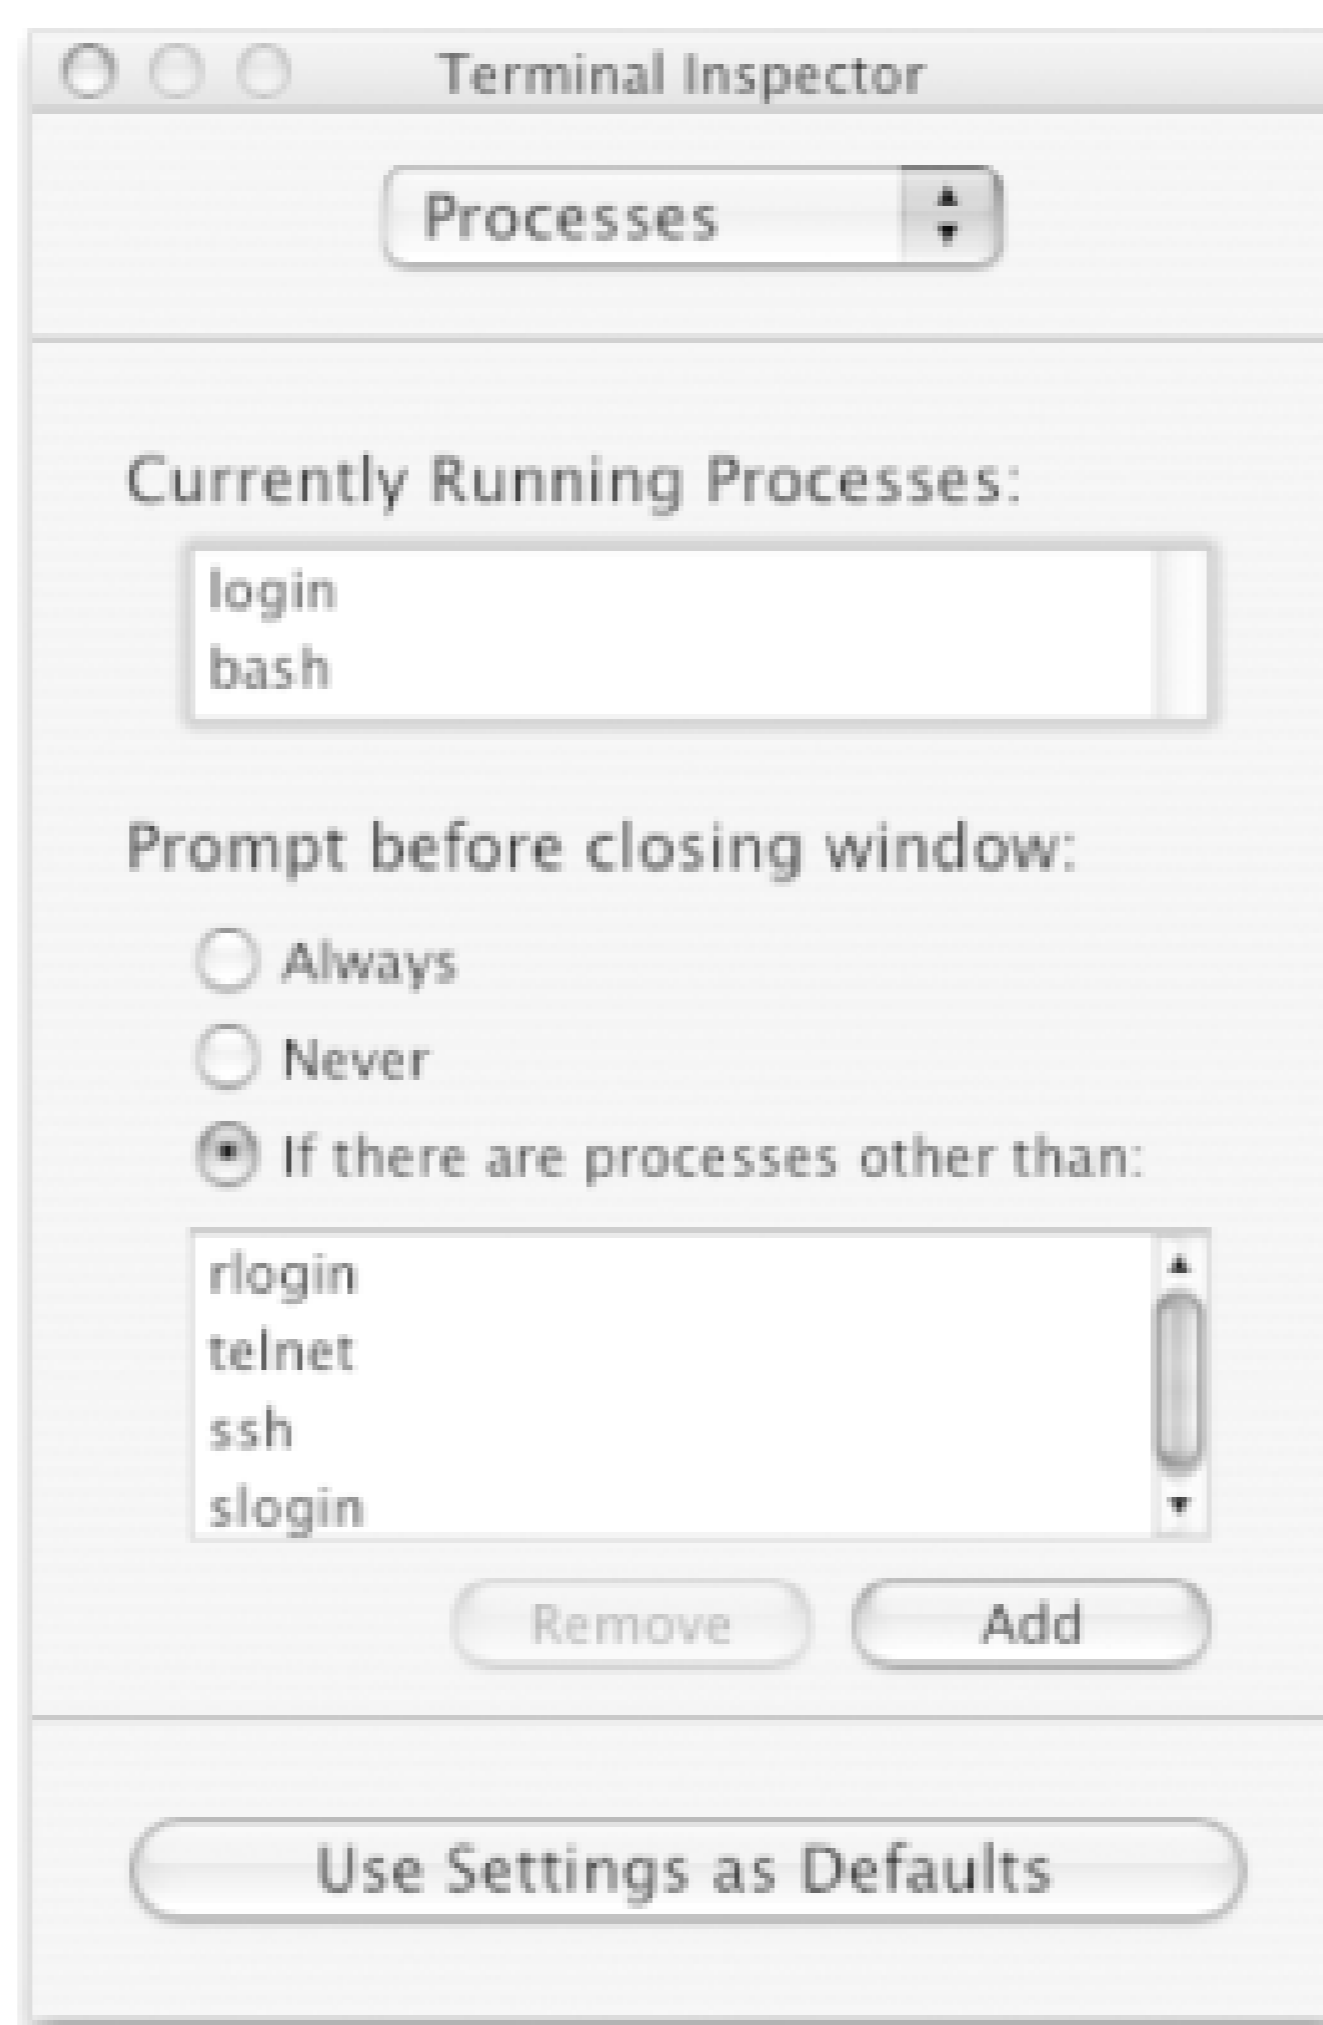 Terminal Inspector
Processes
Currently Running Processes:
login
bash
Prompt before closing window:
Always
Never
If there are processes other than:
rlogin
telnet
ssh
slogin
Remove
Add
Use Settings as Defaults